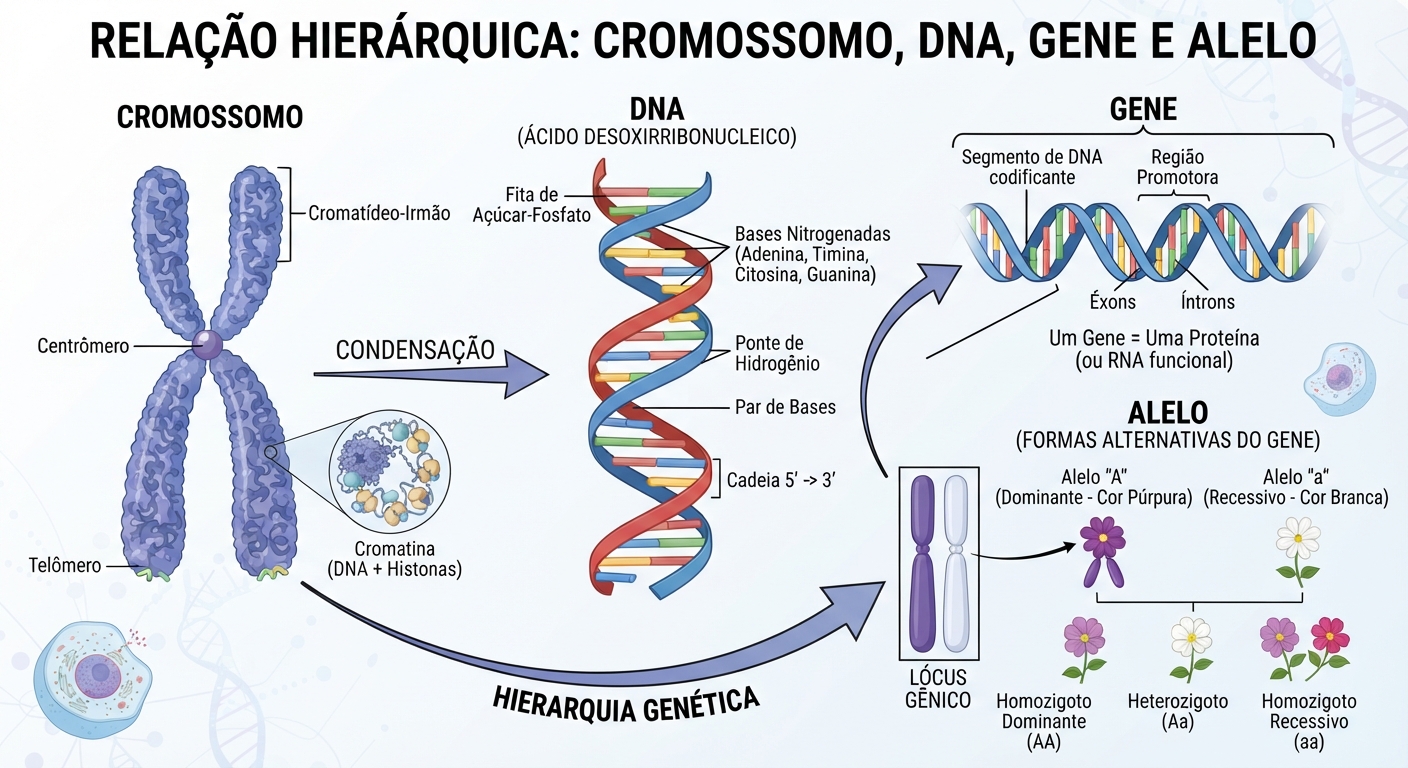 RELAÇÃO HIERÁRQUICA: CROMOSSOMO, DNA, GENE E ALELO
CROMOSSOMO
Cromatídeo-Irmão
Centrômero
CONDENSAÇÃO
Cromatina
(DNA + Histonas)
Telômero
HIERARQUIA GENÉTICA
DNA
(ÁCIDO DESOXIRRIBONUCLEICO)
Fita de
Açúcar-Fosfato
Bases Nitrogenadas
(Adenina, Timina,
Citosina, Guanina)
Ponte de
Hidrogênio
Par de Bases
Cadeia 5' -> 3'
GENE
Segmento de DNA
codificante
Região
Promotora
Éxons
Íntrons
Um Gene = Uma Proteína
(ou RNA funcional)
ALELO
(FORMAS ALTERNATIVAS DO GENE)
Alelo "A"
(Dominante - Cor Púrpura)
Alelo "a"
(Recessivo - Cor Branca)
LÓCUS
GÊNICO
Homozigoto
Dominante
(AA)
Heterozigoto
(Aa)
Homozigoto
Recessivo
(aa)